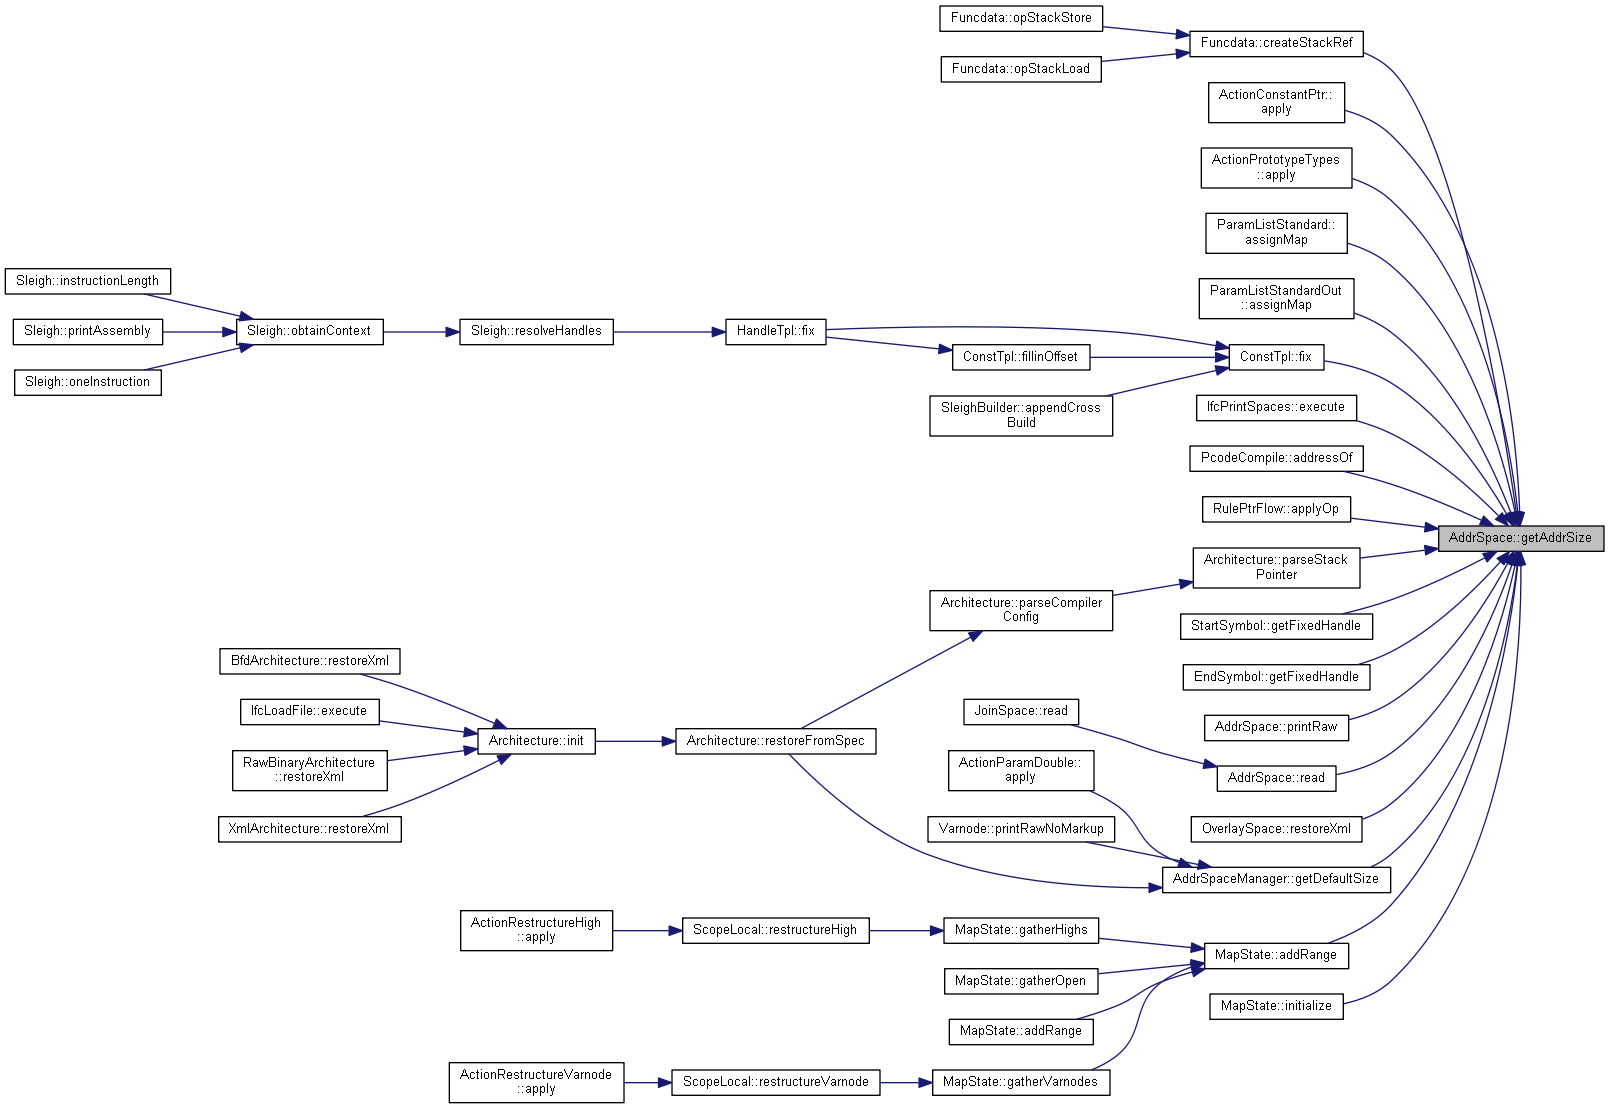 Funcdata::opStackStore
Funcdata::createStackRef
Funcdata::opStackLoad
ActionConstantPtr::
apply
ActionPrototypeTypes
::apply
ParamListStandard::
assignMap
Sleigh::instructionLength
ParamListStandardOut
::assignMap
Sleigh::printAssembly
Sleigh::obtainContext
Sleigh::resolveHandles
HandleTpl::fix
ConstTpl::fillinOffset
ConstTpl::fix
Sleigh::oneInstruction
SleighBuilder::appendCross
Build
IfcPrintSpaces::execute
PcodeCompile::addressOf
RulePtrFlow::applyOp
AddrSpace::getAddrSize
Architecture::parseStack
Pointer
Architecture::parseCompiler
Config
StartSymbol::getFixedHandle
BfdArchitecture::restoreXml
EndSymbol::getFixedHandle
IfcLoadFile::execute
JoinSpace::read
AddrSpace::printRaw
Architecture::init
Architecture::restoreFromSpec
RawBinaryArchitecture
::restoreXml
ActionParamDouble::
apply
AddrSpace::read
XmlArchitecture::restoreXml
Varnode::printRawNoMarkup
OverlaySpace::restoreXml
AddrSpaceManager::getDefaultSize
ActionRestructureHigh
::apply
ScopeLocal::restructureHigh
MapState::gatherHighs
MapState::addRange
MapState::gatherOpen
MapState::initialize
MapState::addRange
ActionRestructureVarnode
::apply
ScopeLocal::restructureVarnode
MapState::gatherVarnodes